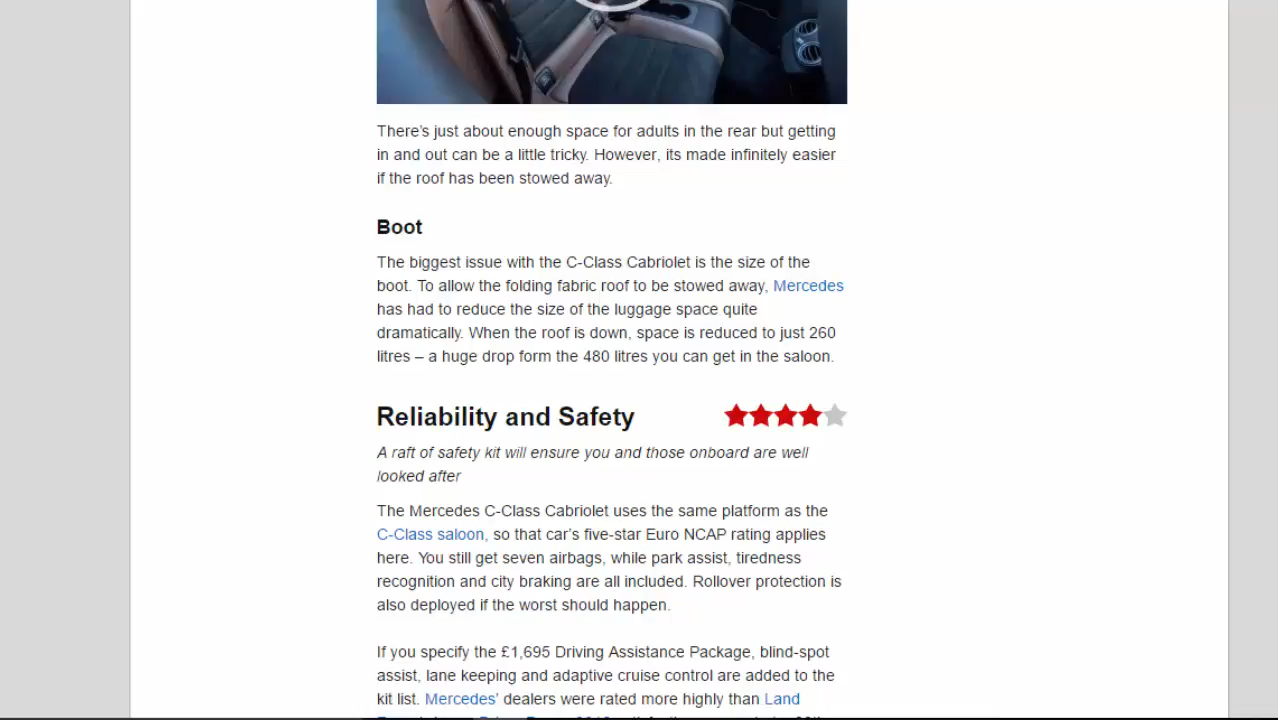 There's just about enough space for adults in the rear but getting
in and out can be a little tricky. However, its made infinitely easier
if the roof has been stowed away.
Boot
The biggest issue with the C-Class Cabriolet is the size of the
boot. To allow the folding fabric roof to be stowed away, Mercedes
has had to reduce the size of the luggage space quite
dramatically. When the roof is down, space is reduced to just 260
litres – a huge drop form the 480 litres you can get in the saloon.
Reliability and Safety
A raft of safety kit will ensure you and those onboard are well
looked after
The Mercedes C-Class Cabriolet uses the same platform as the
C-Class saloon, so that car's five-star Euro NCAP rating applies
here. You still get seven airbags, while park assist, tiredness
recognition and city braking are all included. Rollover protection is
also deployed if the worst should happen.
If you specify the £1,695 Driving Assistance Package, blind-spot
assist, lane keeping and adaptive cruise control are added to the
kit list. Mercedes' dealers were rated more highly than Land